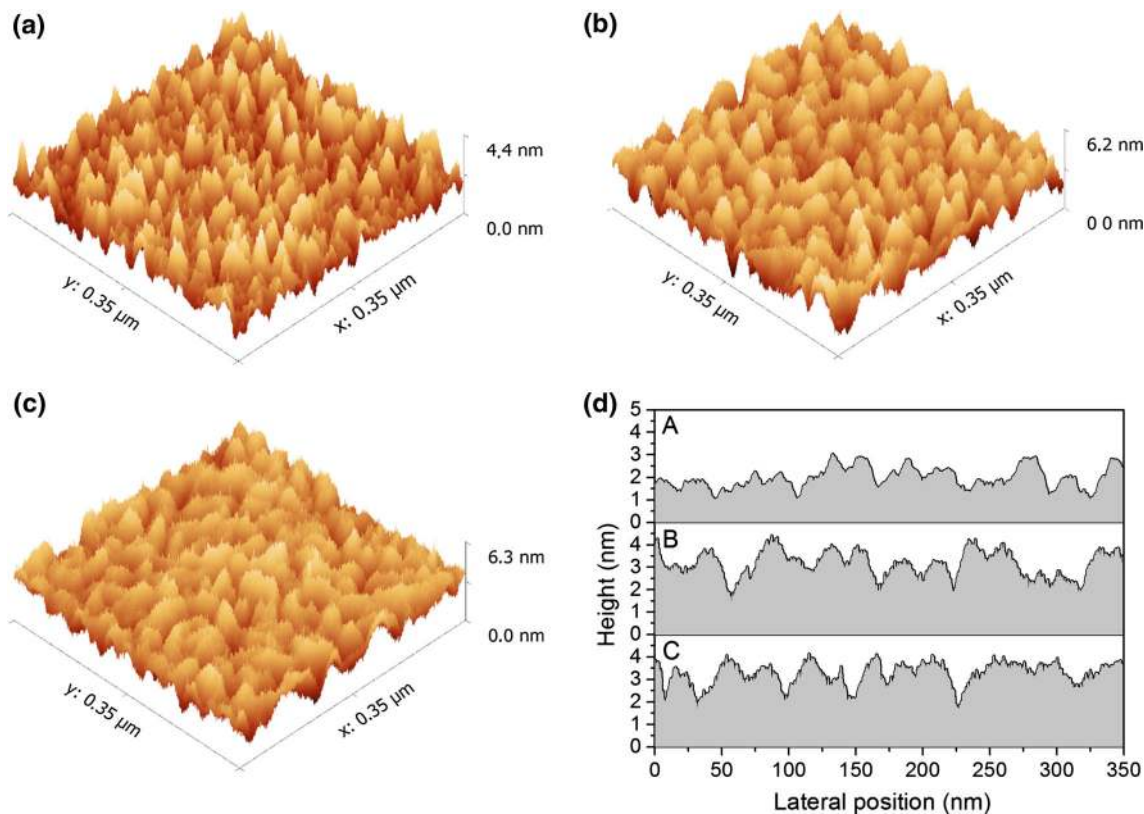 (a)
4.4 nm
0.0 nm
y: 0.35 µm
x: 0.35 µm
(b)
6.2 nm
0 0 nm
y: 0.35 µm
x: 0.35 µm
(c)
6.3 nm
0.0 nm
y: 0.35 µm
x: 0.35 µm
(d)
Height (nm)
5
4
3
2
1
0
A
4
3
2
1
0
B
4
3
2
1
0
C
0 50 100 150 200 250 300 350
Lateral position (nm)